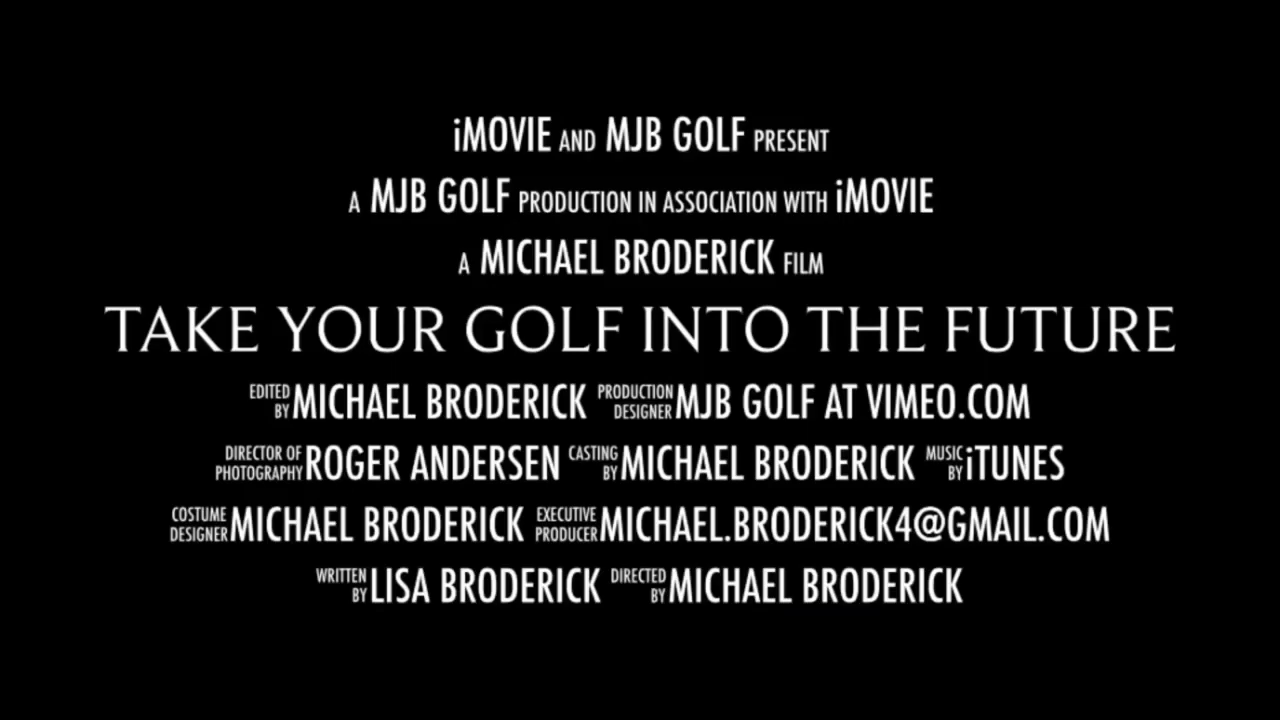 iMOVIE AND MJB GOLF PRESENT
A MJB GOLF PRODUCTION IN ASSOCIATION WITH iMOVIE
A MICHAEL BRODERICK FILM
TAKE YOUR GOLF INTO THE FUTURE
EDITED BY MICHAEL BRODERICK PRODUCTION DESIGNER MJB GOLF AT VIMEO.COM
DIRECTOR OF PHOTOGRAPHY ROGER ANDERSEN CASTING BY MICHAEL BRODERICK MUSIC BY iTUNES
COSTUME DESIGNER MICHAEL BRODERICK EXECUTIVE PRODUCER MICHAEL.BRODERICK4@GMAIL.COM
WRITTEN BY LISA BRODERICK DIRECTED BY MICHAEL BRODERICK